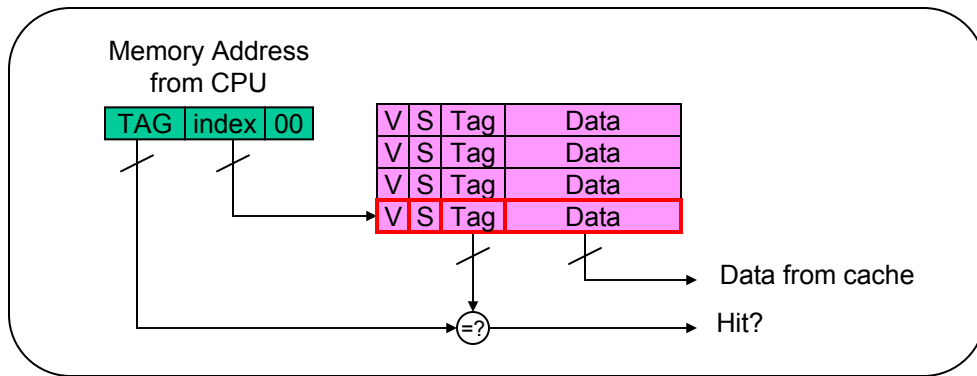 Memory Address
from CPU
TAG index 00
V S Tag Data
V S Tag Data
V S Tag Data
V S Tag Data
Data from cache
=?
Hit?